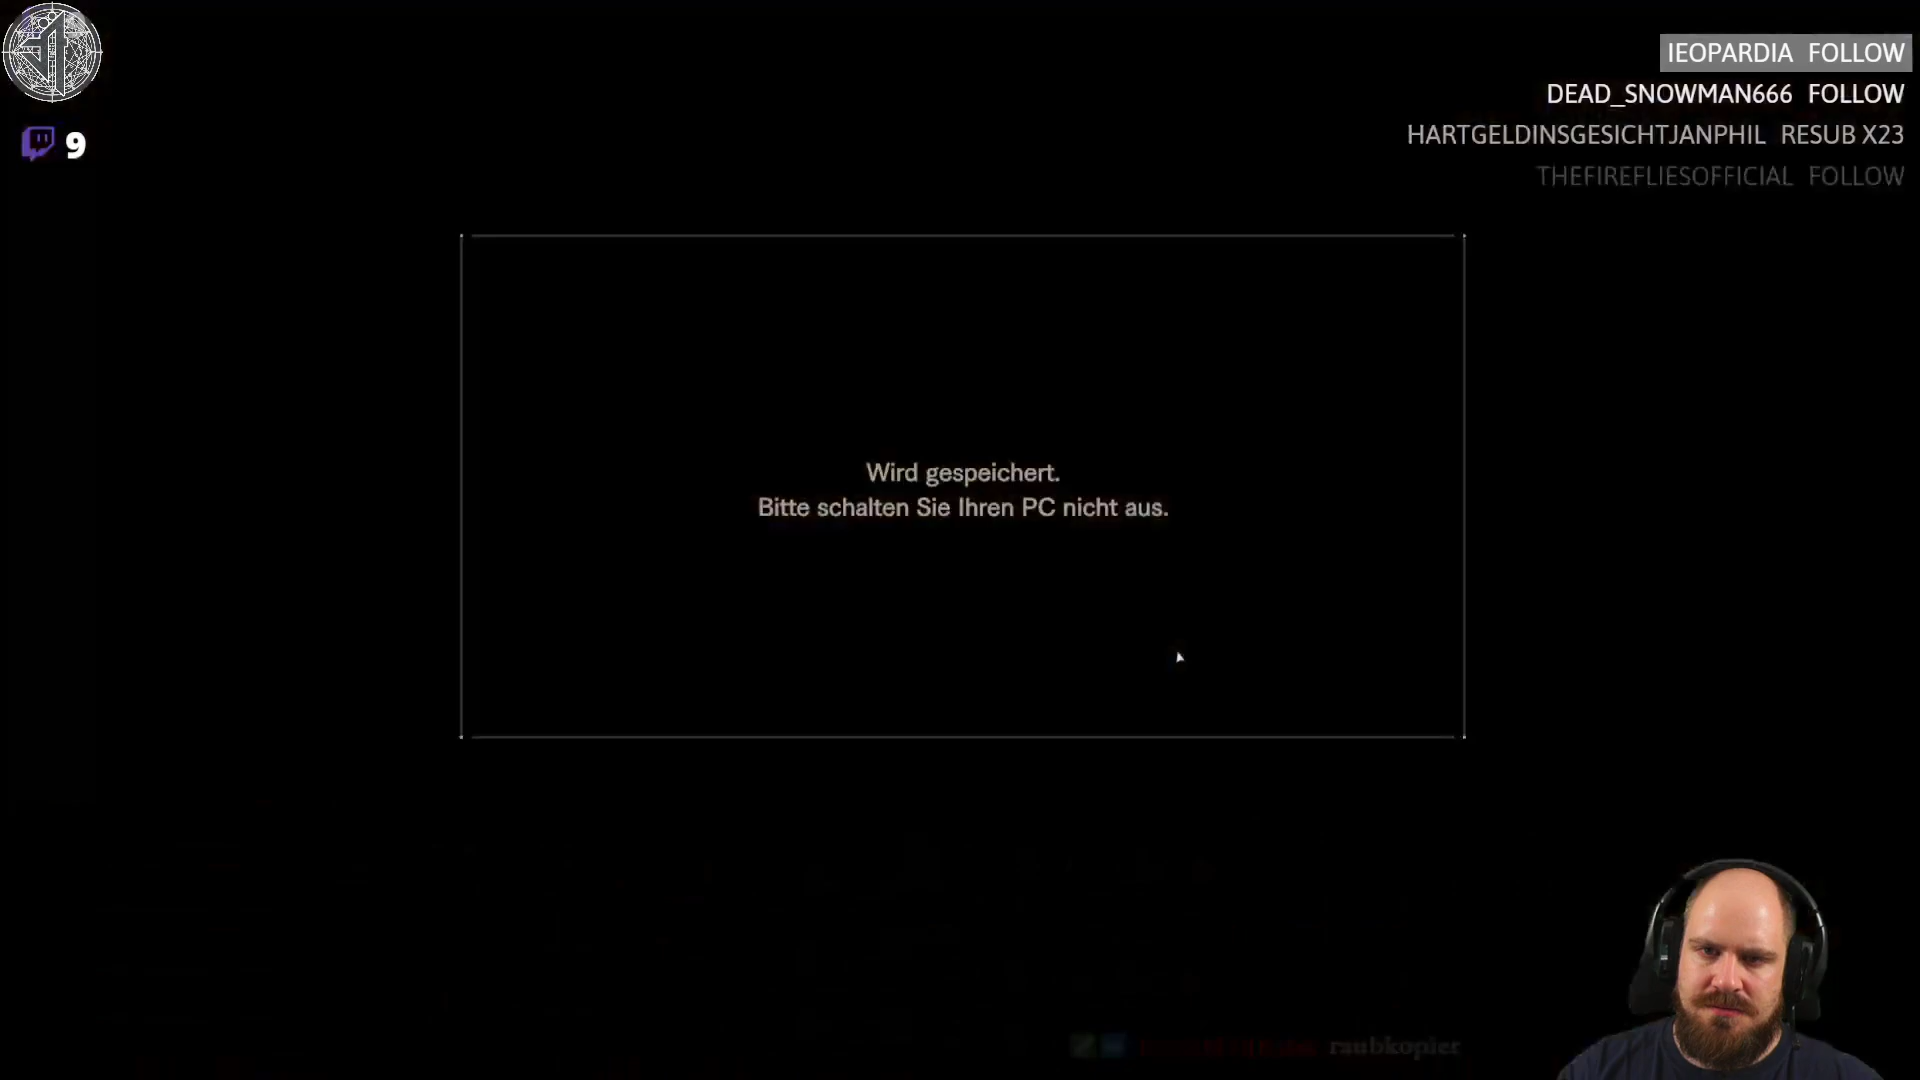 IEOPARDIA FOLLOW
DEAD_SNOWMAN666 FOLLOW
HARTGELDINSGESICHTJANPHIL RESUB X23
THEFIREFLIESOFFICIAL FOLLOW
9
Wird gespeichert.
Bitte schalten Sie Ihren PC nicht aus.
raubkopier